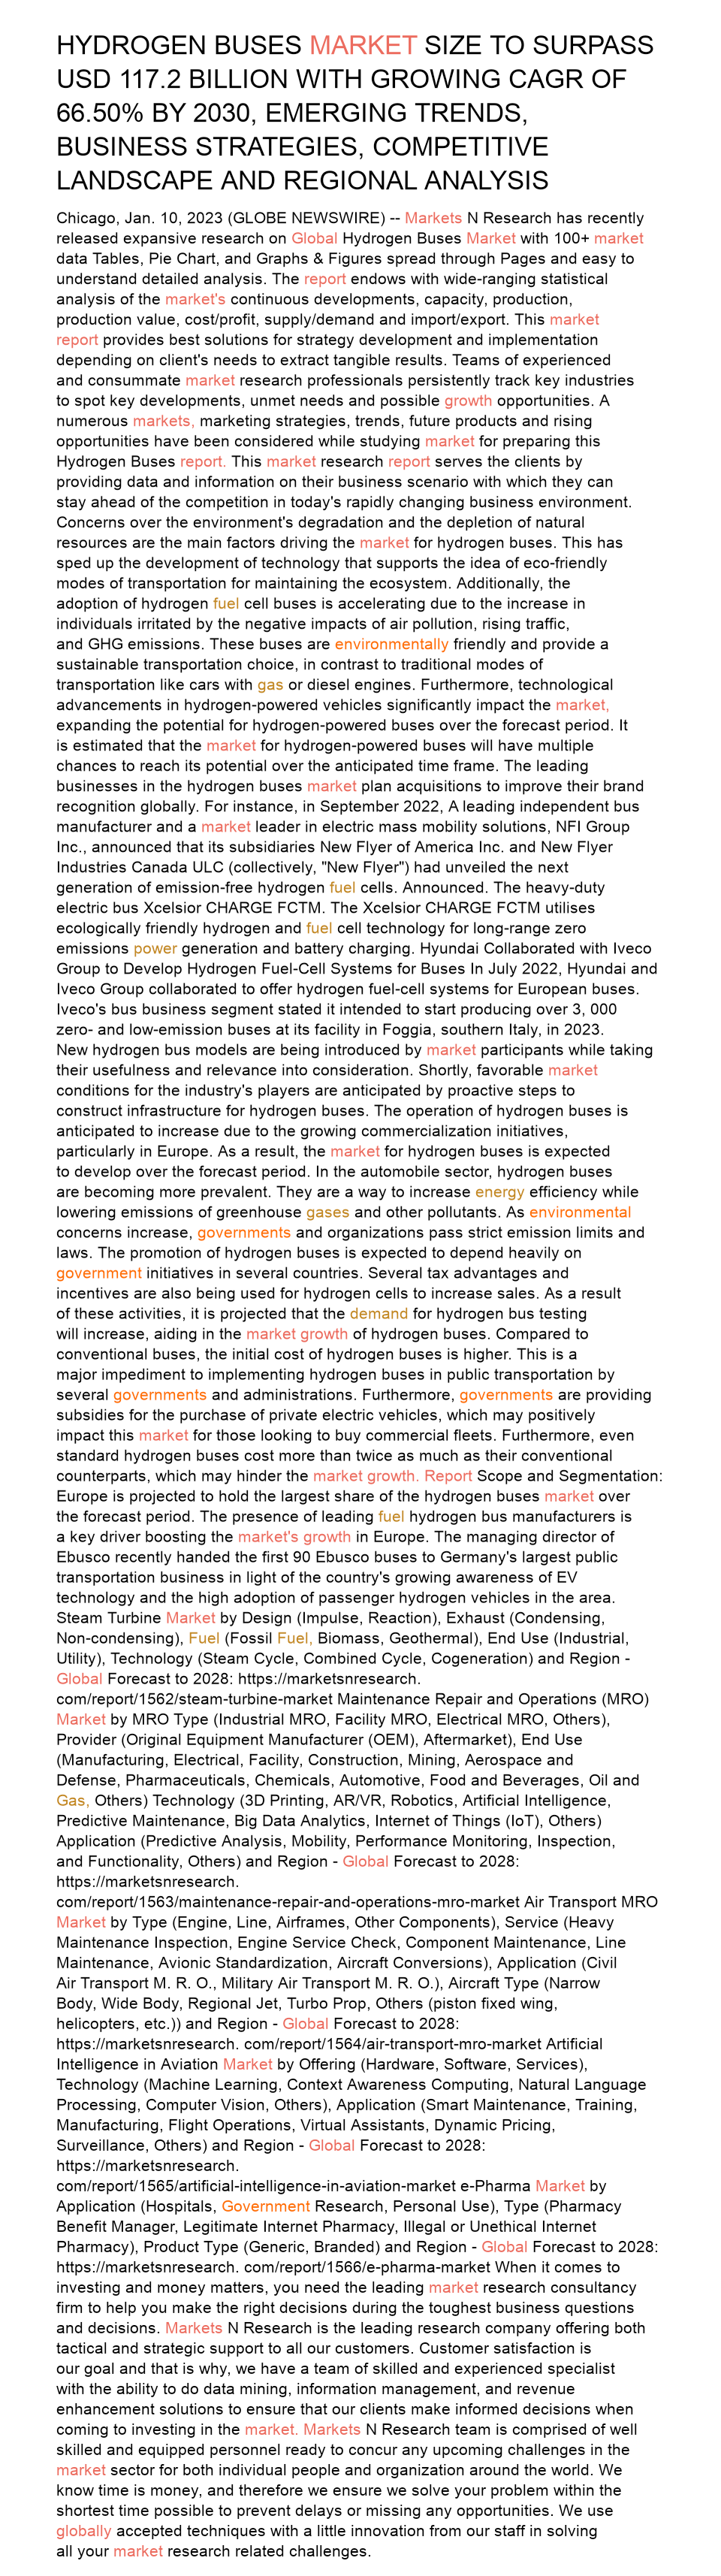 HYDROGEN BUSES MARKET SIZE TO SURPASS
USD 117.2 BILLION WITH GROWING CAGR OF
66.50% BY 2030, EMERGING TRENDS,
BUSINESS STRATEGIES, COMPETITIVE
LANDSCAPE AND REGIONAL ANALYSIS
Chicago, Jan. 10, 2023 (GLOBE NEWSWIRE) -- Markets N Research has recently
released expansive research on Global Hydrogen Buses Market with 100+ market
data Tables, Pie Chart, and Graphs & Figures spread through Pages and easy to
understand detailed analysis. The report endows with wide-ranging statistical
analysis of the market's continuous developments, capacity, production,
production value, cost/profit, supply/demand and import/export. This market
report provides best solutions for strategy development and implementation
depending on client's needs to extract tangible results. Teams of experienced
and consummate market research professionals persistently track key industries
to spot key developments, unmet needs and possible growth opportunities. A
numerous markets, marketing strategies, trends, future products and rising
opportunities have been considered while studying market for preparing this
Hydrogen Buses report. This market research report serves the clients by
providing data and information on their business scenario with which they can
stay ahead of the competition in today's rapidly changing business environment.
Concerns over the environment's degradation and the depletion of natural
resources are the main factors driving the market for hydrogen buses. This has
sped up the development of technology that supports the idea of eco-friendly
modes of transportation for maintaining the ecosystem. Additionally, the
adoption of hydrogen fuel cell buses is accelerating due to the increase in
individuals irritated by the negative impacts of air pollution, rising traffic,
and GHG emissions. These buses are environmentally friendly and provide a
sustainable transportation choice, in contrast to traditional modes of
transportation like cars with gas or diesel engines. Furthermore, technological
advancements in hydrogen-powered vehicles significantly impact the market,
expanding the potential for hydrogen-powered buses over the forecast period. It
is estimated that the market for hydrogen-powered buses will have multiple
chances to reach its potential over the anticipated time frame. The leading
businesses in the hydrogen buses market plan acquisitions to improve their brand
recognition globally. For instance, in September 2022, A leading independent bus
manufacturer and a market leader in electric mass mobility solutions, NFI Group
Inc., announced that its subsidiaries New Flyer of America Inc. and New Flyer
Industries Canada ULC (collectively, "New Flyer") had unveiled the next
generation of emission-free hydrogen fuel cells. Announced. The heavy-duty
electric bus Xcelsior CHARGE FCTM. The Xcelsior CHARGE FCTM utilises
ecologically friendly hydrogen and fuel cell technology for long-range zero
emissions power generation and battery charging. Hyundai Collaborated with Iveco
Group to Develop Hydrogen Fuel-Cell Systems for Buses In July 2022, Hyundai and
Iveco Group collaborated to offer hydrogen fuel-cell systems for European buses.
Iveco's bus business segment stated it intended to start producing over 3, 000
zero- and low-emission buses at its facility in Foggia, southern Italy, in 2023.
New hydrogen bus models are being introduced by market participants while taking
their usefulness and relevance into consideration. Shortly, favorable market
conditions for the industry's players are anticipated by proactive steps to
construct infrastructure for hydrogen buses. The operation of hydrogen buses is
anticipated to increase due to the growing commercialization initiatives,
particularly in Europe. As a result, the market for hydrogen buses is expected
to develop over the forecast period. In the automobile sector, hydrogen buses
are becoming more prevalent. They are a way to increase energy efficiency while
lowering emissions of greenhouse gases and other pollutants. As environmental
concerns increase, governments and organizations pass strict emission limits and
laws. The promotion of hydrogen buses is expected to depend heavily on
government initiatives in several countries. Several tax advantages and
incentives are also being used for hydrogen cells to increase sales. As a result
of these activities, it is projected that the demand for hydrogen bus testing
will increase, aiding in the market growth of hydrogen buses. Compared to
conventional buses, the initial cost of hydrogen buses is higher. This is a
major impediment to implementing hydrogen buses in public transportation by
several governments and administrations. Furthermore, governments are providing
subsidies for the purchase of private electric vehicles, which may positively
impact this market for those looking to buy commercial fleets. Furthermore, even
standard hydrogen buses cost more than twice as much as their conventional
counterparts, which may hinder the market growth. Report Scope and Segmentation:
Europe is projected to hold the largest share of the hydrogen buses market over
the forecast period. The presence of leading fuel hydrogen bus manufacturers is
a key driver boosting the market's growth in Europe. The managing director of
Ebusco recently handed the first 90 Ebusco buses to Germany's largest public
transportation business in light of the country's growing awareness of EV
technology and the high adoption of passenger hydrogen vehicles in the area.
Steam Turbine Market by Design (Impulse, Reaction), Exhaust (Condensing,
Non-condensing), Fuel (Fossil Fuel, Biomass, Geothermal), End Use (Industrial,
Utility), Technology (Steam Cycle, Combined Cycle, Cogeneration) and Region -
Global Forecast to 2028: https://marketsnresearch.
com/report/1562/steam-turbine-market Maintenance Repair and Operations (MRO)
Market by MRO Type (Industrial MRO, Facility MRO, Electrical MRO, Others),
Provider (Original Equipment Manufacturer (OEM), Aftermarket), End Use
(Manufacturing, Electrical, Facility, Construction, Mining, Aerospace and
Defense, Pharmaceuticals, Chemicals, Automotive, Food and Beverages, Oil and
Gas, Others) Technology (3D Printing, AR/VR, Robotics, Artificial Intelligence,
Predictive Maintenance, Big Data Analytics, Internet of Things (IoT), Others)
Application (Predictive Analysis, Mobility, Performance Monitoring, Inspection,
and Functionality, Others) and Region - Global Forecast to 2028:
https://marketsnresearch.
com/report/1563/maintenance-repair-and-operations-mro-market Air Transport MRO
Market by Type (Engine, Line, Airframes, Other Components), Service (Heavy
Maintenance Inspection, Engine Service Check, Component Maintenance, Line
Maintenance, Avionic Standardization, Aircraft Conversions), Application (Civil
Air Transport M. R. O., Military Air Transport M. R. O.), Aircraft Type (Narrow
Body, Wide Body, Regional Jet, Turbo Prop, Others (piston fixed wing,
helicopters, etc.)) and Region - Global Forecast to 2028:
https://marketsnresearch. com/report/1564/air-transport-mro-market Artificial
Intelligence in Aviation Market by Offering (Hardware, Software, Services),
Technology (Machine Learning, Context Awareness Computing, Natural Language
Processing, Computer Vision, Others), Application (Smart Maintenance, Training,
Manufacturing, Flight Operations, Virtual Assistants, Dynamic Pricing,
Surveillance, Others) and Region - Global Forecast to 2028:
https://marketsnresearch.
com/report/1565/artificial-intelligence-in-aviation-market e-Pharma Market by
Application (Hospitals, Government Research, Personal Use), Type (Pharmacy
Benefit Manager, Legitimate Internet Pharmacy, Illegal or Unethical Internet
Pharmacy), Product Type (Generic, Branded) and Region - Global Forecast to 2028:
https://marketsnresearch. com/report/1566/e-pharma-market When it comes to
investing and money matters, you need the leading market research consultancy
firm to help you make the right decisions during the toughest business questions
and decisions. Markets N Research is the leading research company offering both
tactical and strategic support to all our customers. Customer satisfaction is
our goal and that is why, we have a team of skilled and experienced specialist
with the ability to do data mining, information management, and revenue
enhancement solutions to ensure that our clients make informed decisions when
coming to investing in the market. Markets N Research team is comprised of well
skilled and equipped personnel ready to concur any upcoming challenges in the
market sector for both individual people and organization around the world. We
know time is money, and therefore we ensure we solve your problem within the
shortest time possible to prevent delays or missing any opportunities. We use
globally accepted techniques with a little innovation from our staff in solving
all your market research related challenges.